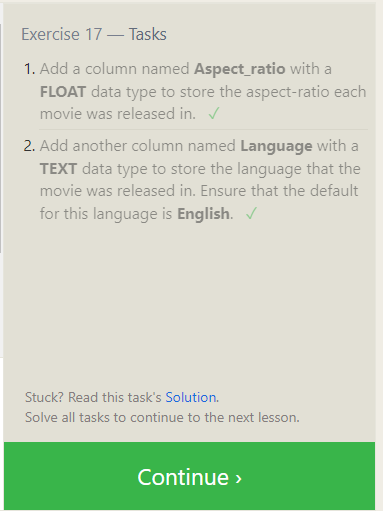 Exercise 17 — Tasks
1. Add a column named Aspect_ratio with a
FLOAT data type to store the aspect-ratio each
movie was released in. ✓
2. Add another column named Language with a
TEXT data type to store the language that the
movie was released in. Ensure that the default
for this language is English. ✓
Stuck? Read this task's Solution.
Solve all tasks to continue to the next lesson.
Continue ›